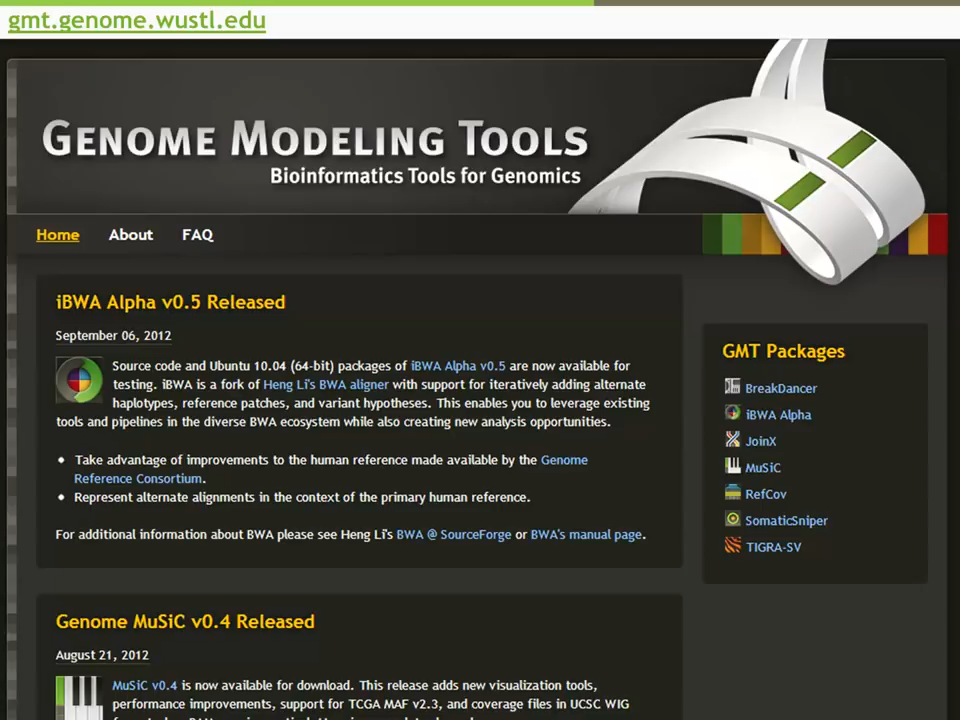 gmt.genome.wustl.edu
Genome Modeling Tools
Bioinformatics Tools for Genomics
Home About FAQ
iBWA Alpha v0.5 Released
September 06, 2012
Source code and Ubuntu 10.04 (64-bit) packages of iBWA Alpha v0.5 are now available for
testing. iBWA is a fork of Heng Li's BWA aligner with support for iteratively adding alternate
haplotypes, reference patches, and variant hypotheses. This enables you to leverage existing
tools and pipelines in the diverse BWA ecosystem while also creating new analysis opportunities.
• Take advantage of improvements to the human reference made available by the Genome
Reference Consortium.
• Represent alternate alignments in the context of the primary human reference.
For additional information about BWA please see Heng Li's BWA @ SourceForge or BWA's manual page.
Genome MuSiC v0.4 Released
August 21, 2012
MuSiC v0.4 is now available for download. This release adds new visualization tools,
performance improvements, support for TCGA MAF v2.3, and coverage files in UCSC WIG
GMT Packages
BreakDancer
iBWA Alpha
JoinX
MuSiC
RefCov
SomaticSniper
TIGRA-SV